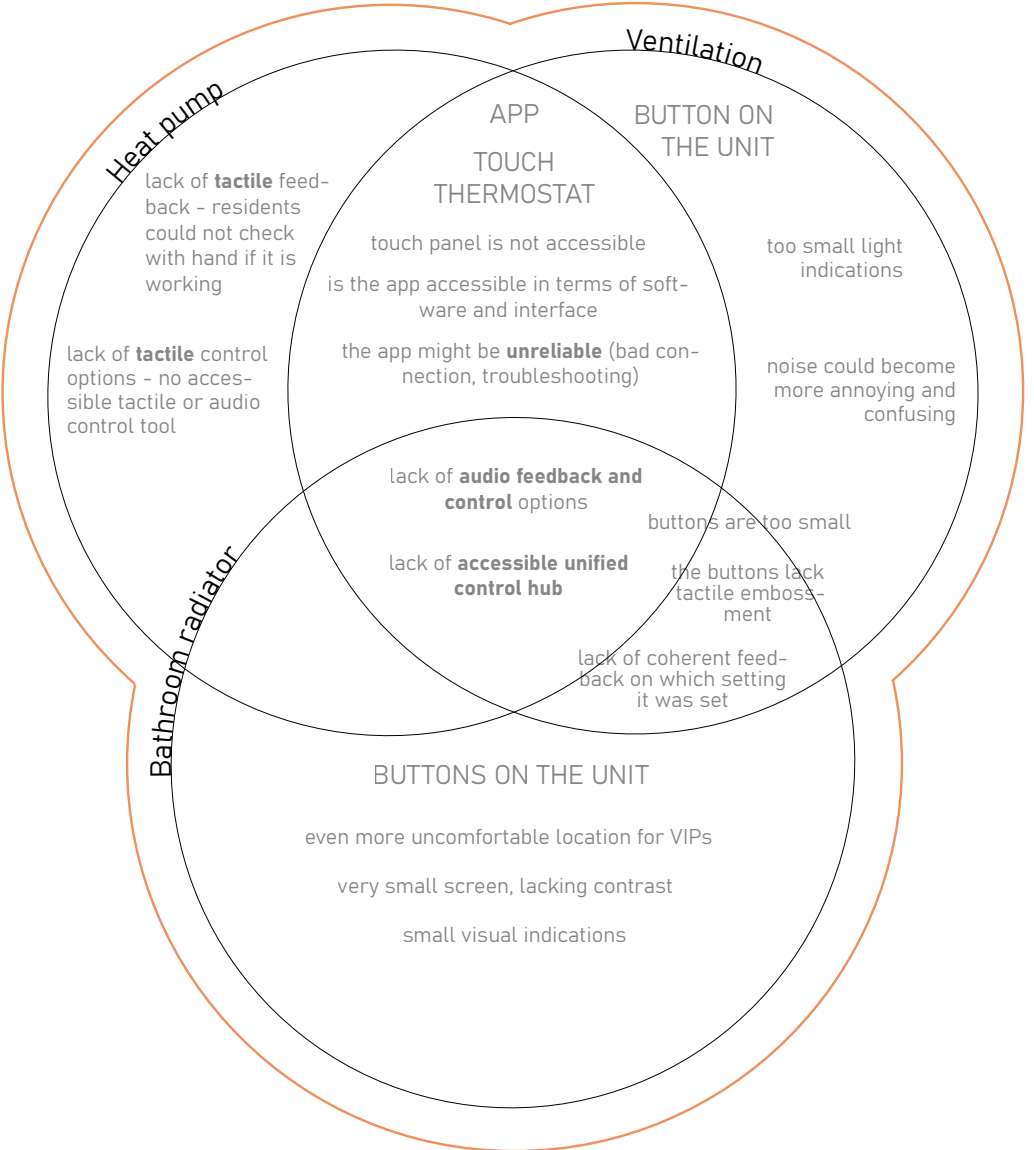 Ventilation
Heat pump
APP
BUTTON ON
THE UNIT
TOUCH
THERMOSTAT
lack of tactile feed-
back - residents
could not check
with hand if it is
working
touch panel is not accessible
too small light
indications
is the app accessible in terms of soft-
ware and interface
lack of tactile control
options - no acces-
sible tactile or audio
control tool
the app might be unreliable (bad con-
nection, troubleshooting)
noise could become
more annoying and
confusing
lack of audio feedback and
control options
buttons are too small
lack of accessible unified
control hub
the buttons lack
tactile emboss-
ment
lack of coherent feed-
back on which setting
it was set
Bathroom radiator
BUTTONS ON THE UNIT
even more uncomfortable location for VIPs
very small screen, lacking contrast
small visual indications